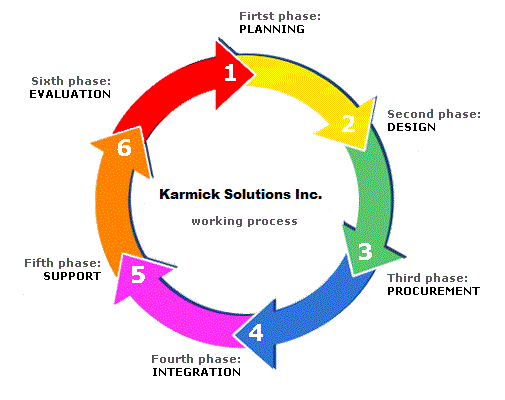 Firtst phase:
PLANNING
1
Second phase:
DESIGN
2
Third phase:
PROCUREMENT
3
Fourth phase:
INTEGRATION
4
Fifth phase:
SUPPORT
5
Sixth phase:
EVALUATION
6
Karmick Solutions Inc.
working process